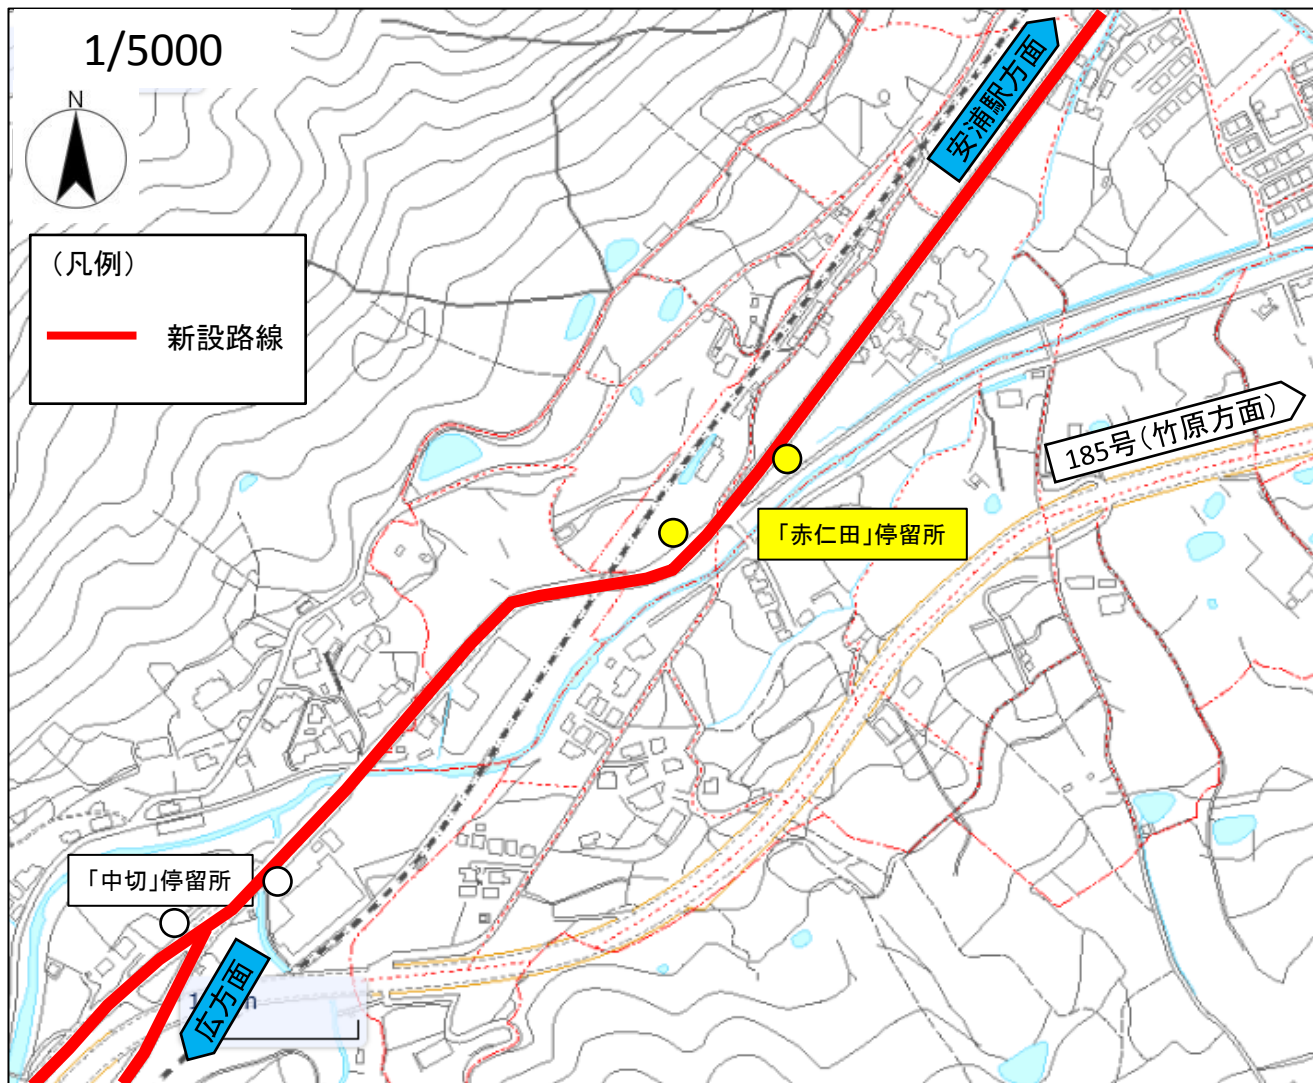 1/5000
N
（凡例）
新設路線
安浦駅方面
185号（竹原方面）
「赤仁田」停留所
「中切」停留所
広方面